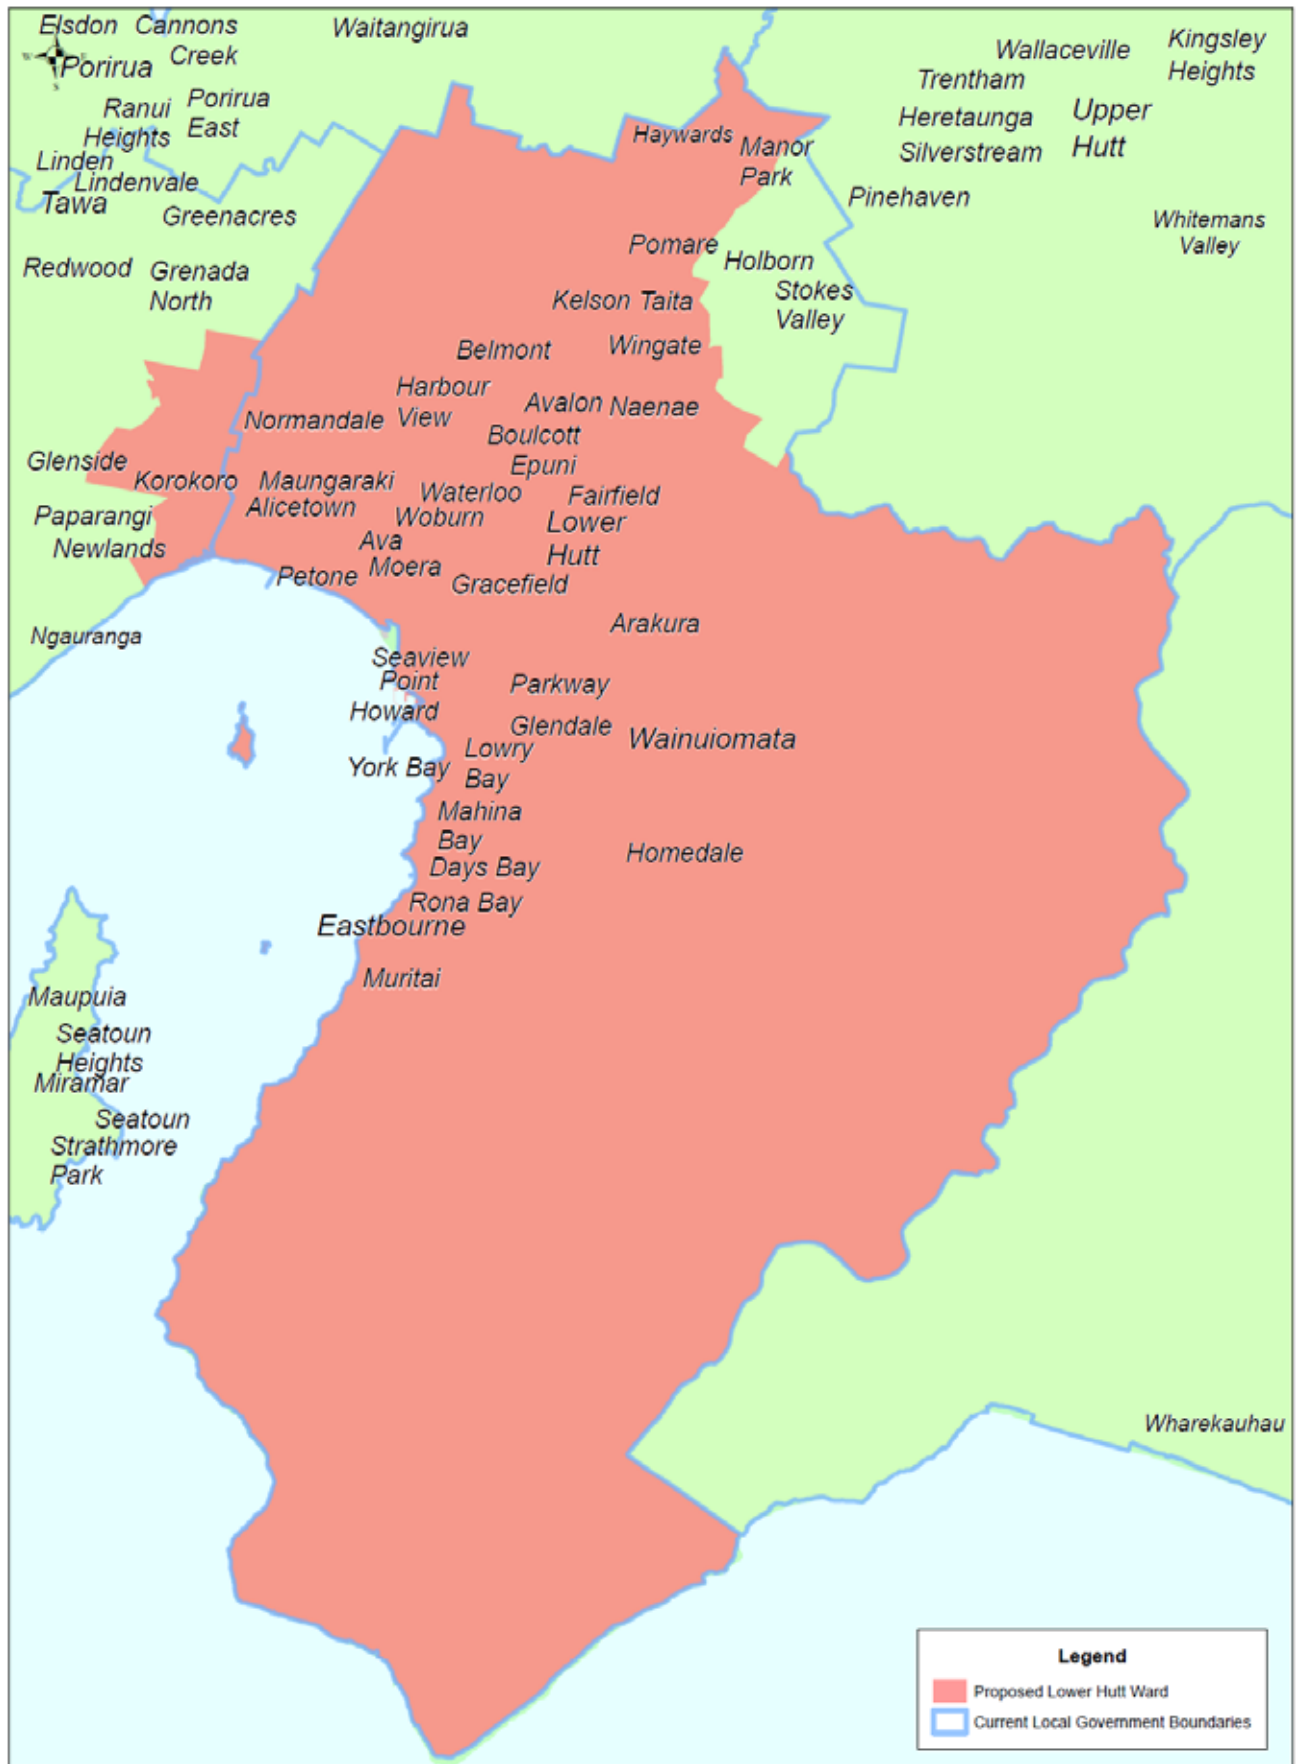 Elsdon
Cannons
Creek
Waitangirua
Porirua
Ranui
Heights
Porirua
East
Linden
Lindenvale
Tawa
Greenacres
Redwood
Grenada
North
Wallaceville
Kingsley
Heights
Trentham
Heretaunga
Upper
Hutt
Silverstream
Pinehaven
Whitemans
Valley
Haywards
Manor
Park
Pomare
Holborn
Stokes
Valley
Kelson
Taita
Belmont
Wingate
Harbour
View
Avalon
Naenae
Normandale
Boulcott
Epuni
Glenside
Korokoro
Maungaraki
Waterloo
Fairfield
Alicetown
Woburn
Lower
Hutt
Paparangi
Newlands
Ava
Moera
Petone
Gracefield
Ngauranga
Arakura
Seaview
Point
Howard
Parkway
Glendale
Wainuiomata
Lowry
Bay
York Bay
Mahina
Bay
Homedale
Days Bay
Rona Bay
Eastbourne
Muritai
Maupuia
Seatoun
Heights
Miramar
Seatoun
Strathmore
Park
Wharekauhau
Legend
Proposed Lower Hutt Ward
Current Local Government Boundaries